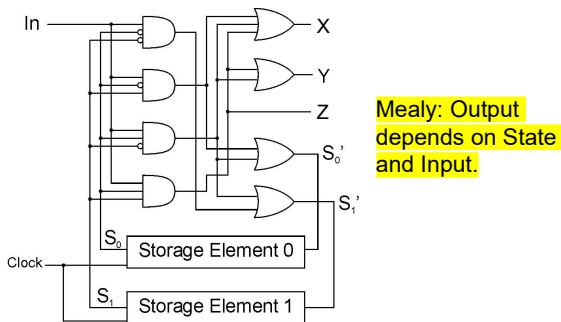 In
X
Y
Z
Mealy: Output
depends on State
and Input.
S0'
S1'
S0
Storage Element 0
Clock
S1
Storage Element 1